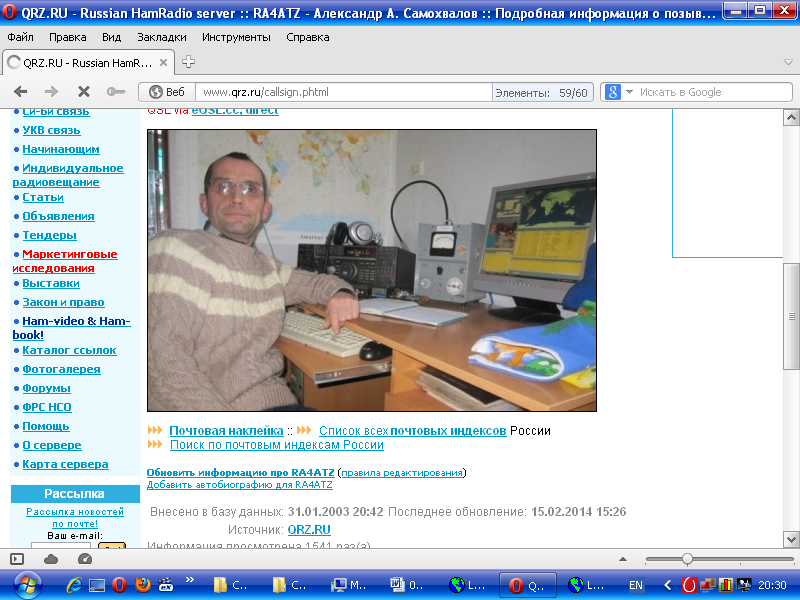 QRZ.RU - Russian HamRadio server :: RA4ATZ - Александр А. Самохвалов :: Подробная информация о позыв...
Файл Правка Вид Закладки Инструменты Справка
QRZ.RU - Russian HamR...
Веб www.qrz.ru/callsign.phtml Элементы: 59/60 Искать в Google
Си-Би связь
УКВ связь
Начинающим
Индивидуальное
радиовещание
Статьи
Объявления
Тендеры
Маркетинговые
исследования
Выставки
Закон и право
Ham-video & Ham-
book!
Каталог ссылок
Фотогалерея
Форумы
ФРС НСО
Помощь
О сервере
Карта сервера
Рассылка
Рассылка новостей
по почте!
Ваш e-mail:
QSL via eQSL.cc, direct
Почтовая наклейка :: Список всех почтовых индексов России
Поиск по почтовым индексам России
Обновить информацию про RA4ATZ (правила редактирования)
Добавить автобиографию для RA4ATZ
Внесено в базу данных: 31.01.2003 20:42 Последнее обновление: 15.02.2014 15:26
Источник: QRZ.RU
Информация просмотрена 1541 раз(а)
С... С... М... 0... L... Q... L... EN 20:30